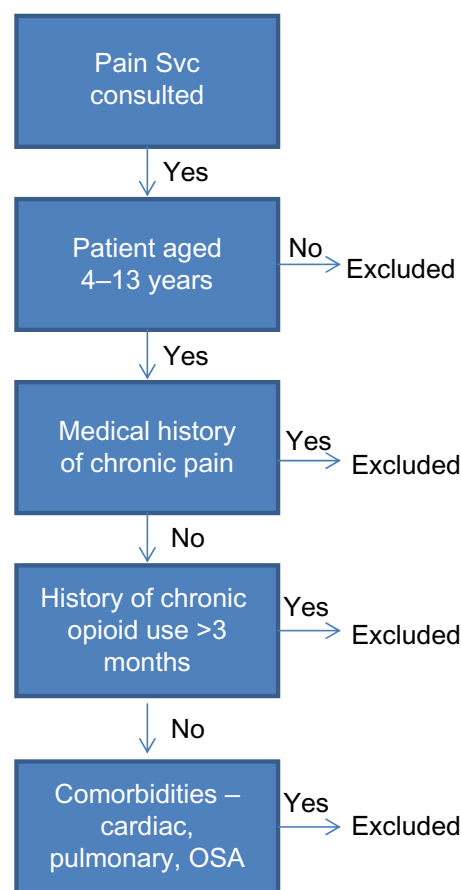 Pain Svc
consulted
Yes
Patient aged
4–13 years
No
Excluded
Yes
Medical history
of chronic pain
Yes
Excluded
No
History of chronic
opioid use >3
months
Yes
Excluded
No
Comorbidities –
cardiac,
pulmonary, OSA
Yes
Excluded